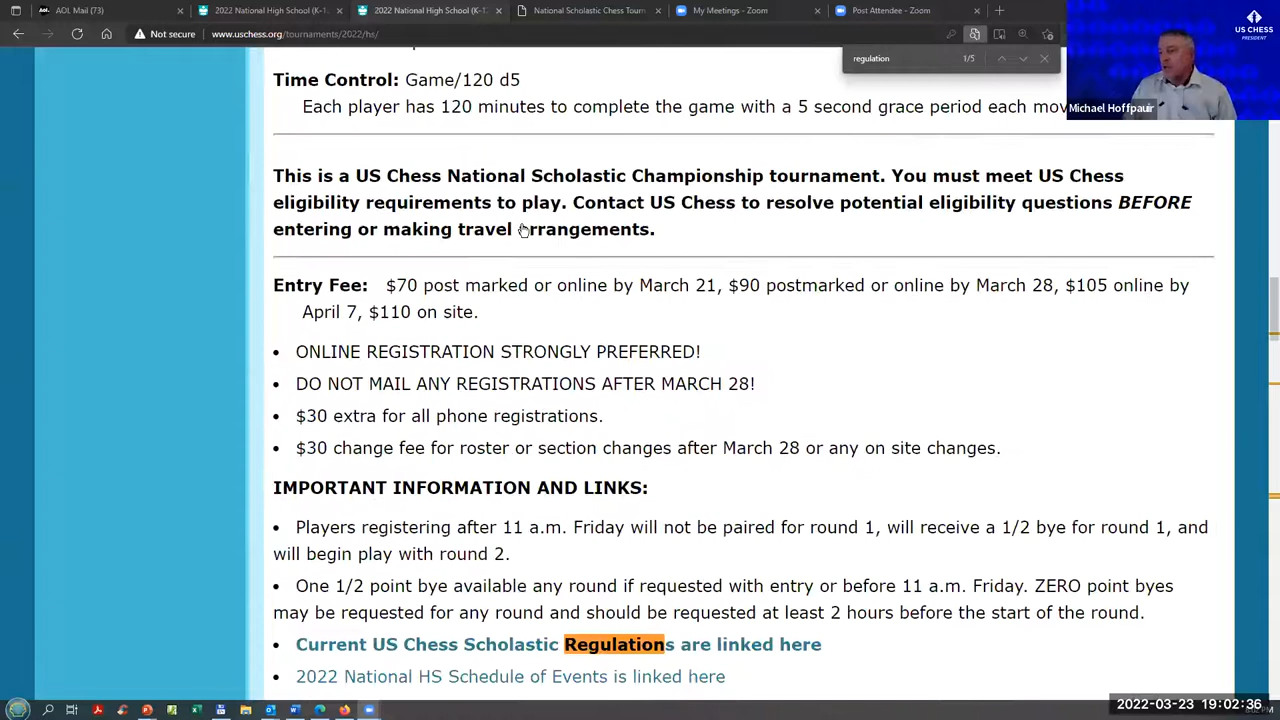 AOL Mail (73)
2022 National High School (K-1
2022 National High School (K-12
National Scholastic Chess Tourn
My Meetings - Zoom
Post Attendee - Zoom
US CHESS
PRESIDENT
Not secure
www.uschess.org/tournaments/2022/hs/
regulation
1/5
Michael Hoffpauir
Time Control: Game/120 d5
Each player has 120 minutes to complete the game with a 5 second grace period each mov
This is a US Chess National Scholastic Championship tournament. You must meet US Chess
eligibility requirements to play. Contact US Chess to resolve potential eligibility questions BEFORE
entering or making travel arrangements.
Entry Fee: $70 post marked or online by March 21, $90 postmarked or online by March 28, $105 online by
April 7, $110 on site.
• ONLINE REGISTRATION STRONGLY PREFERRED!
• DO NOT MAIL ANY REGISTRATIONS AFTER MARCH 28!
• $30 extra for all phone registrations.
• $30 change fee for roster or section changes after March 28 or any on site changes.
IMPORTANT INFORMATION AND LINKS:
• Players registering after 11 a.m. Friday will not be paired for round 1, will receive a 1/2 bye for round 1, and
will begin play with round 2.
• One 1/2 point bye available any round if requested with entry or before 11 a.m. Friday. ZERO point byes
may be requested for any round and should be requested at least 2 hours before the start of the round.
• Current US Chess Scholastic Regulations are linked here
• 2022 National HS Schedule of Events is linked here
2022-03-23 19:02:36